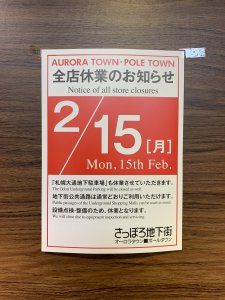 AURORA TOWN・POLE TOWN
全店休業のお知らせ
Notice of all store closures
2/15[月]
Mon, 15th Feb.
「札幌大通地下駐車場」も休業させていただきます。
The Odori Underground Parking will be closed as well.
地下街公共通路は通常とおりご利用いただけます。
Public passages of the Underground Shopping Malls can be used as usual.
設備点検・整備のため、休業となります。
We will close due to equipment inspection and servicing.
さっぽろ地下街
オーロラタウン■ポールタウン